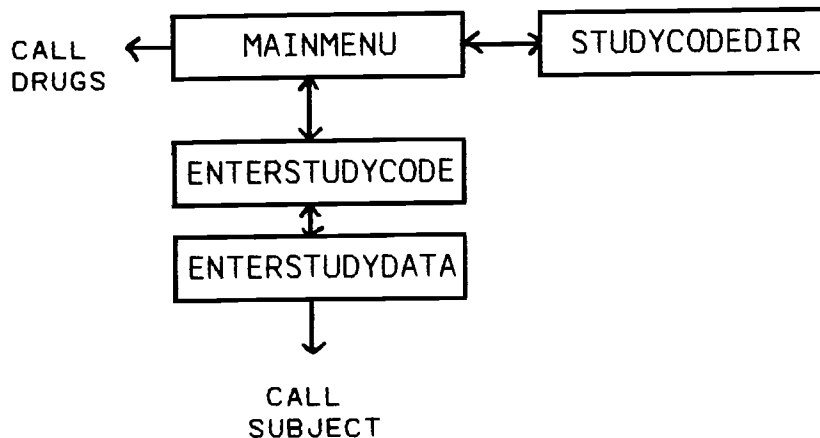 CALL
DRUGS
MAINMENU
STUDYCODEDIR
ENTERSTUDYCODE
ENTERSTUDYDATA
CALL
SUBJECT